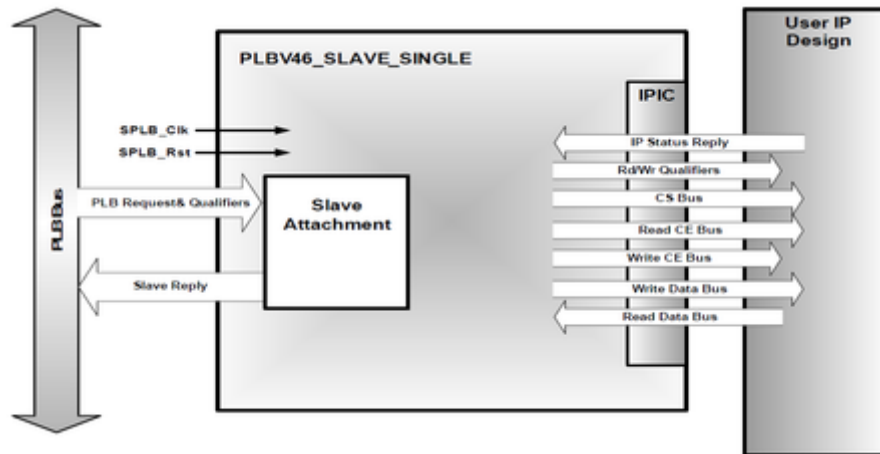 User IP
Design
PLBV46_SLAVE_SINGLE
IPIC
SPLB_Clk
SPLB_Rst
IP Status Reply
Rd/Wr Qualifiers
PLB Request& Qualifiers
Slave
Attachment
CS Bus
Read CE Bus
PLB Bus
Write CE Bus
Slave Reply
Write Data Bus
Read Data Bus